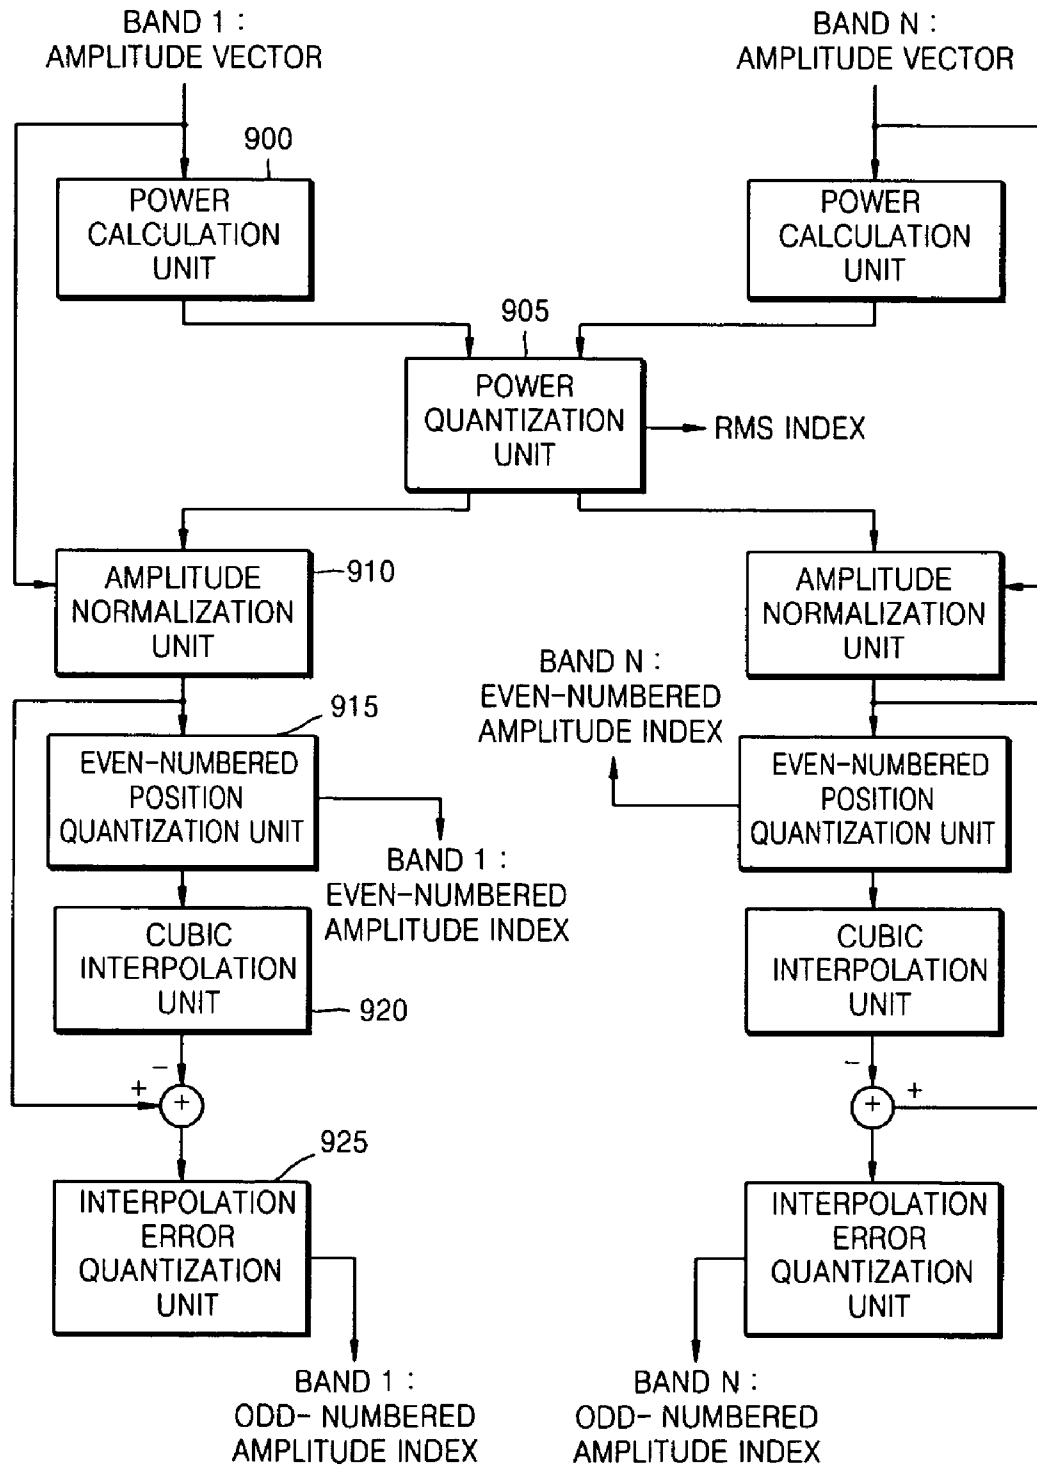 BAND 1 :
AMPLITUDE VECTOR
BAND N :
AMPLITUDE VECTOR
900
POWER
CALCULATION
UNIT
POWER
CALCULATION
UNIT
905
POWER
QUANTIZATION
UNIT
RMS INDEX
AMPLITUDE
NORMALIZATION
UNIT
910
AMPLITUDE
NORMALIZATION
UNIT
BAND N :
EVEN-NUMBERED
AMPLITUDE INDEX
915
EVEN-NUMBERED
POSITION
QUANTIZATION UNIT
EVEN-NUMBERED
POSITION
QUANTIZATION UNIT
BAND 1 :
EVEN-NUMBERED
AMPLITUDE INDEX
CUBIC
INTERPOLATION
UNIT
920
CUBIC
INTERPOLATION
UNIT
−
+
+
−
+
+
925
INTERPOLATION
ERROR
QUANTIZATION
UNIT
INTERPOLATION
ERROR
QUANTIZATION
UNIT
BAND 1 :
ODD- NUMBERED
AMPLITUDE INDEX
BAND N :
ODD- NUMBERED
AMPLITUDE INDEX